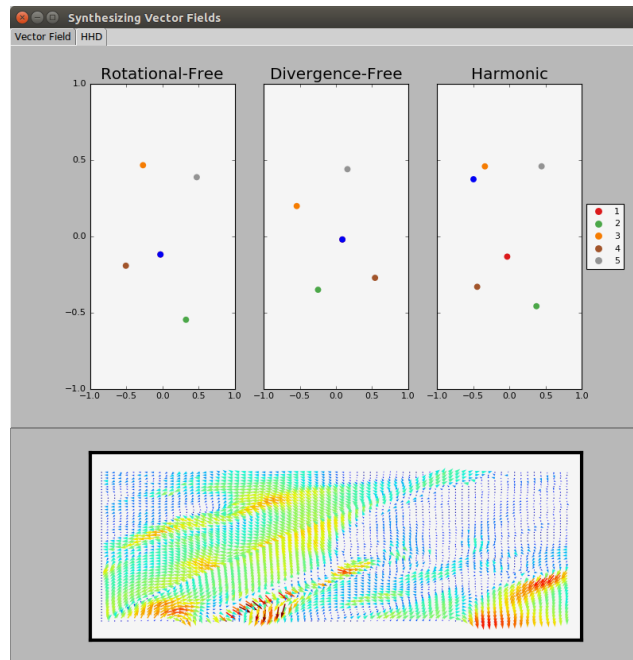 Synthesizing Vector Fields
Vector Field HHD
Rotational-Free Divergence-Free Harmonic
1.0
0.5
0.0
−0.5
−1.0
−1.0 −0.5 0.0 0.5 1.0 −1.0 −0.5 0.0 0.5 1.0 −1.0 −0.5 0.0 0.5 1.0
1
2
3
4
5